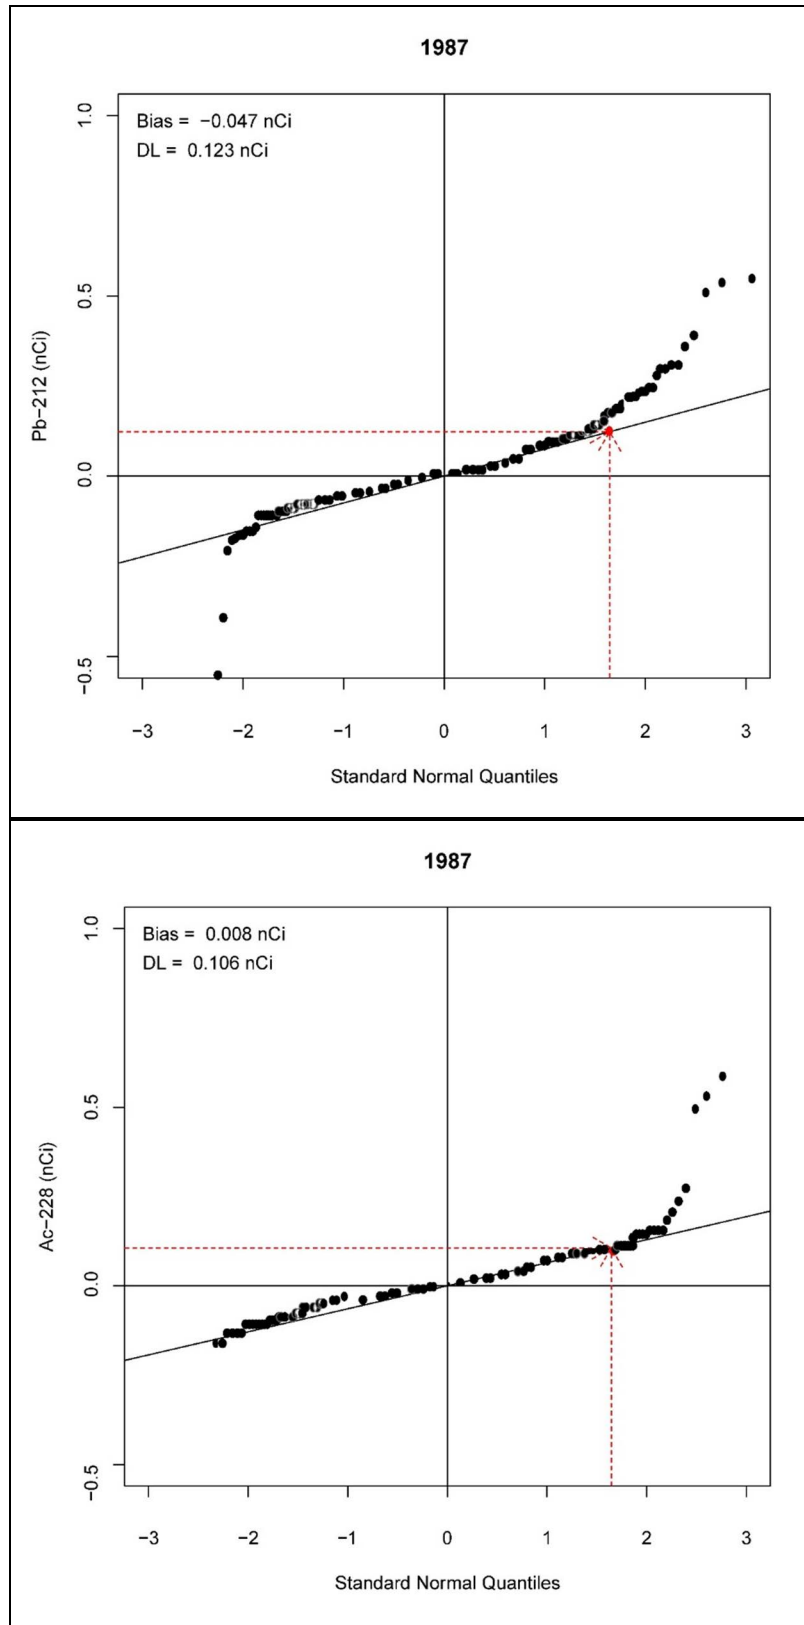 1987
Bias = −0.047 nCi
DL = 0.123 nCi
1.0
0.5
0.0
−0.5
Pb−212 (nCi)
−3 −2 −1 0 1 2 3
Standard Normal Quantiles
1987
Bias = 0.008 nCi
DL = 0.106 nCi
1.0
0.5
0.0
−0.5
Ac−228 (nCi)
−3 −2 −1 0 1 2 3
Standard Normal Quantiles